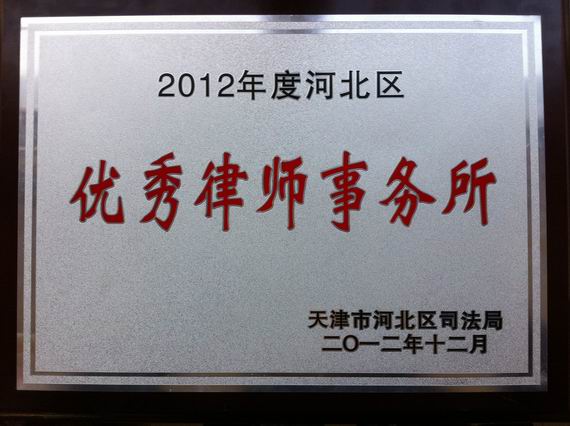 2012年度河北区
优秀律师事务所
天津市河北区司法局
二〇一二年十二月